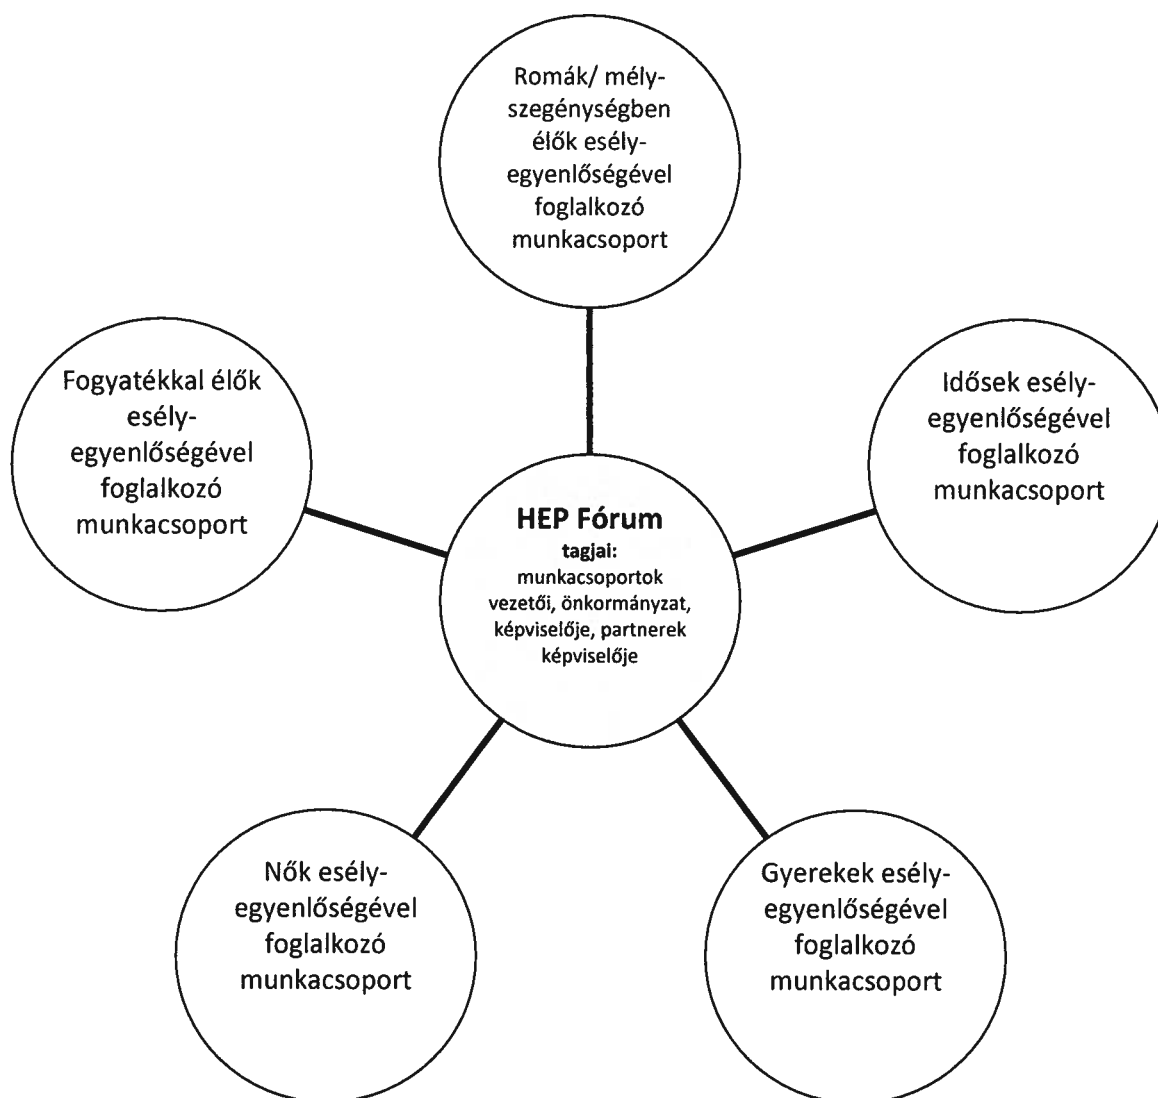 Romák/ mély-
szegénységben
élők esély-
egyenlőségével
foglalkozó
munkacsoport
Fogyatékkal élők
esély-
egyenlőségével
foglalkozó
munkacsoport
Idősek esély-
egyenlőségével
foglalkozó
munkacsoport
HEP Fórum
tagjai:
munkacsoportok
vezetői, önkormányzat,
képviselője, partnerek
képviselője
Nők esély-
egyenlőségével
foglalkozó
munkacsoport
Gyerekek esély-
egyenlőségével
foglalkozó
munkacsoport